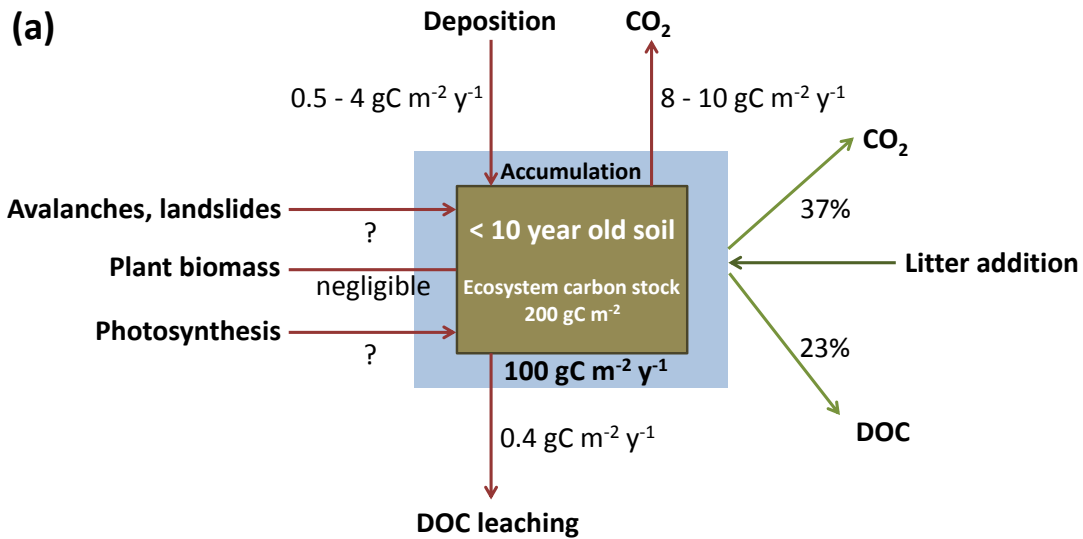 (a)
Deposition
CO₂
0.5 - 4 gC m⁻² y⁻¹
8 - 10 gC m⁻² y⁻¹
CO₂
Accumulation
Avalanches, landslides
?
< 10 year old soil
37%
Plant biomass
negligible
Litter addition
Ecosystem carbon stock
200 gC m⁻²
Photosynthesis
?
23%
100 gC m⁻² y⁻¹
DOC
0.4 gC m⁻² y⁻¹
DOC leaching